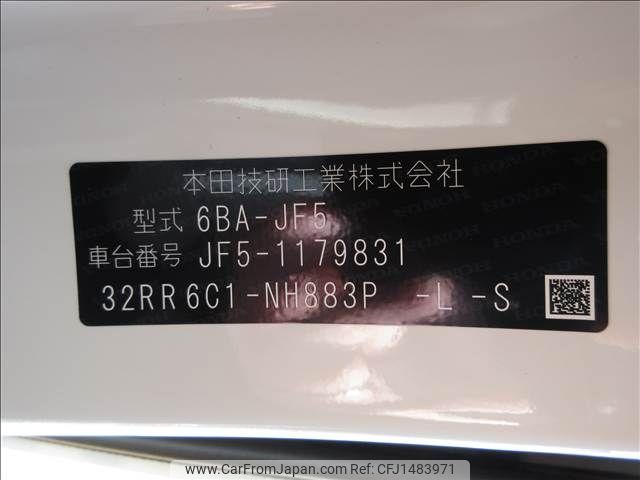 本田技研工業株式会社
型式 6BA-JF5
車台番号 JF5-1179831
32RR6C1-NH883P -L -S
www.CarFromJapan.com | CFJ1483971